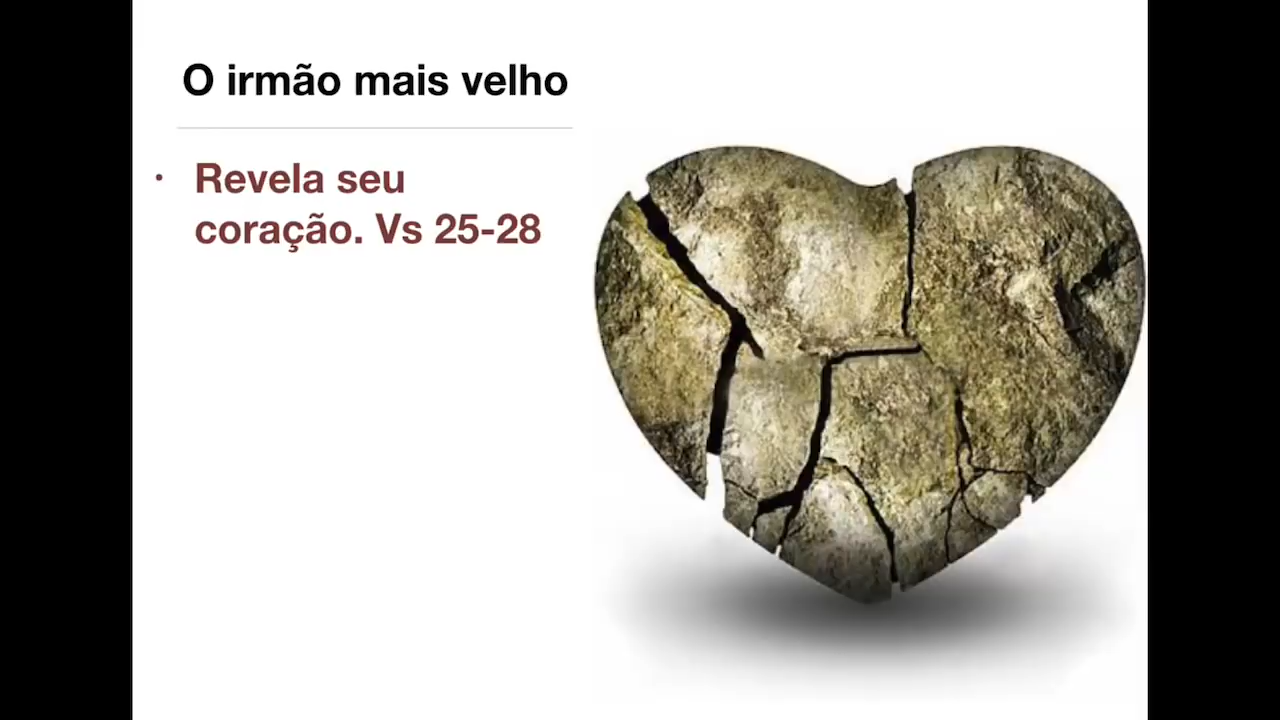 O irmão mais velho
• Revela seu
coração. Vs 25-28